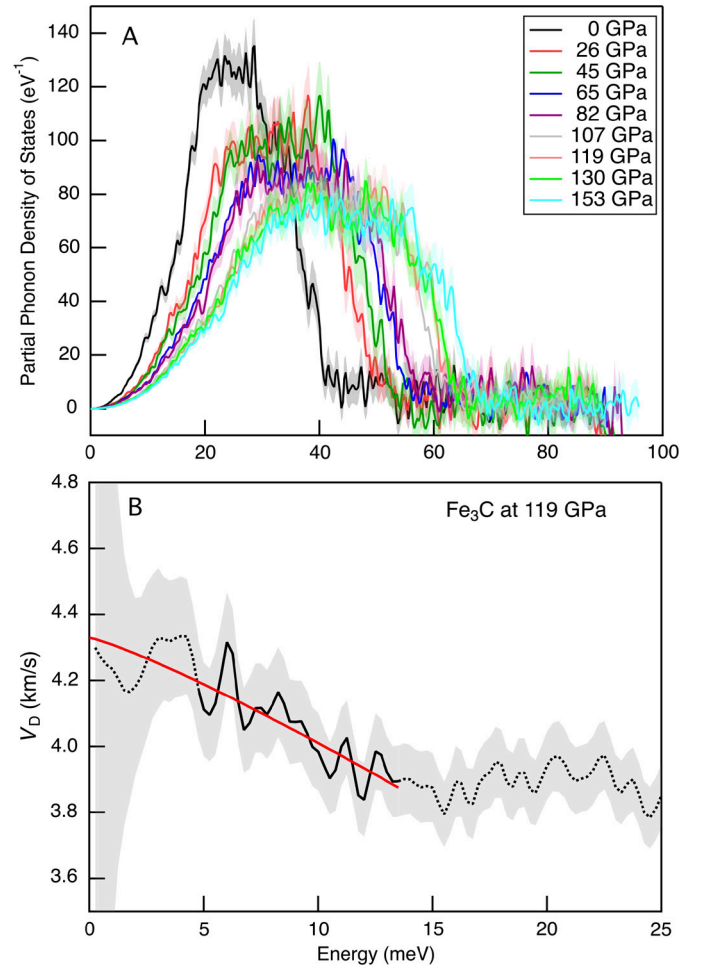 A
Partial Phonon Density of States (eV⁻¹)
140
120
100
80
60
40
20
0
0 GPa
26 GPa
45 GPa
65 GPa
82 GPa
107 GPa
119 GPa
130 GPa
153 GPa
0 20 40 60 80 100
B
Fe₃C at 119 GPa
V_D (km/s)
4.8
4.6
4.4
4.2
4.0
3.8
3.6
0 5 10 15 20 25
Energy (meV)